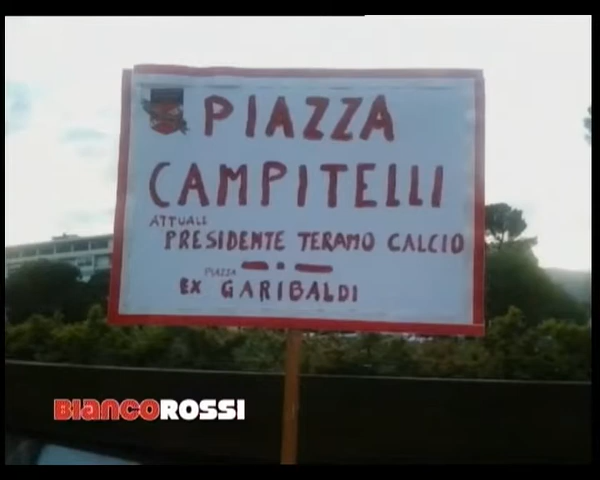 PIAZZA
CAMPITELLI
ATTUALE
PRESIDENTE TERAMO CALCIO
PIAZZA
EX GARIBALDI
BIANCOROSSI